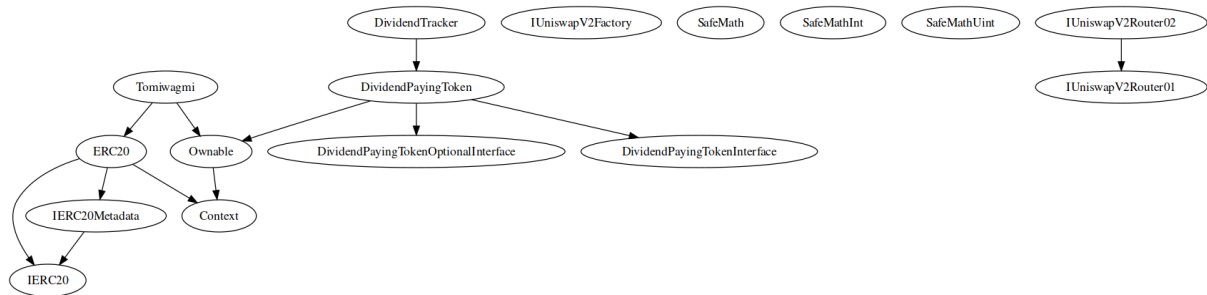 DividendTracker
IUniswapV2Factory
SafeMath
SafeMathInt
SafeMathUint
IUniswapV2Router02
Tomiwagmi
DividendPayingToken
IUniswapV2Router01
ERC20
Ownable
DividendPayingTokenOptionalInterface
DividendPayingTokenInterface
IERC20Metadata
Context
IERC20